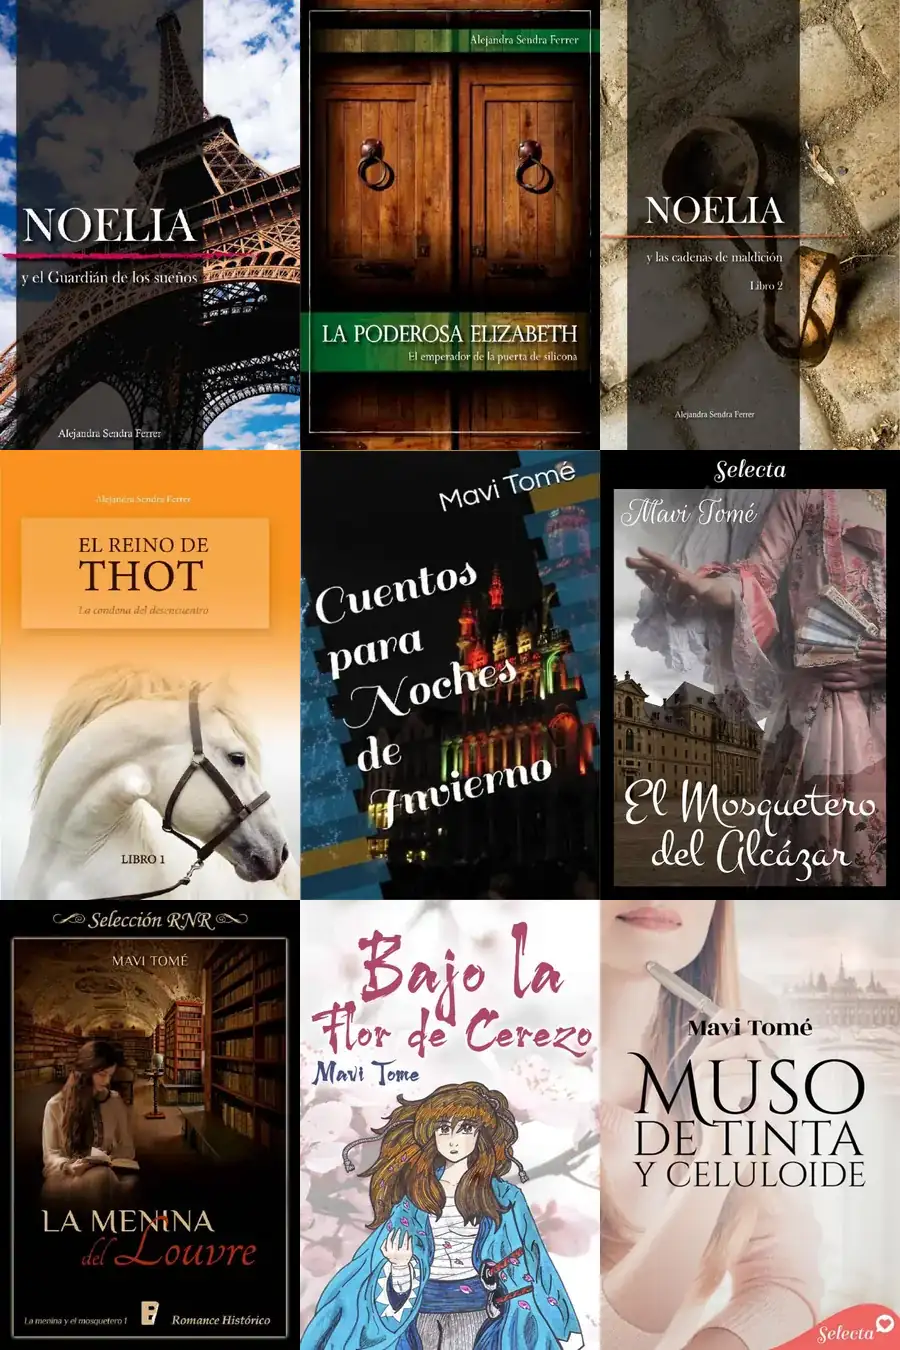 NOELIA
y el Guardián de los sueños
Alejandra Sendra Ferrer
Alejandra Sendra Ferrer
LA PODEROSA ELIZABETH
El emperador de la puerta de silicona
NOELIA
y las cadenas de maldición
Libro 2
Alejandra Sendra Ferrer
Alejandra Sendra Ferrer
EL REINO DE
THOT
La condena del desencuentro
LIBRO 1
Mavi Tomé
Cuentos
para
Noches
de
Invierno
Selecta
Mavi Tomé
El Mosquetero
del Alcázar
Selección RNR
MAVI TOMÉ
LA MENINA
del Louvre
La menina y el mosquetero 1
B
Romance Histórico
Bajo la
Flor de Cerezo
Mavi Tome
Mavi Tomé
MUSO
DE TINTA
Y CELULOIDE
Selecta